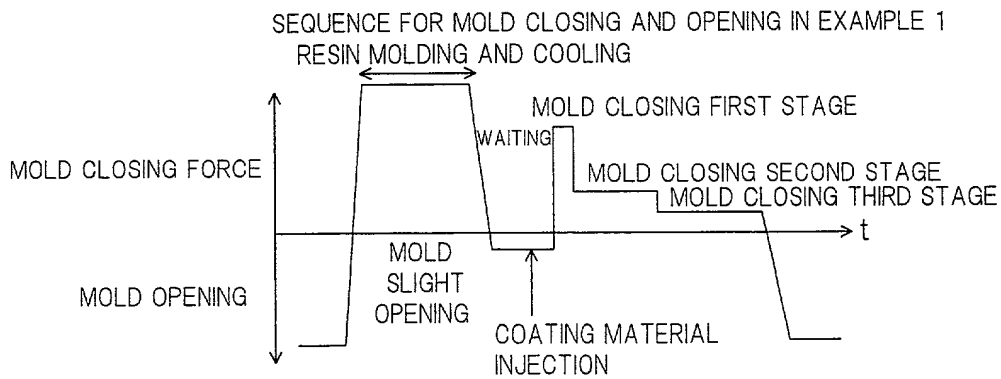 SEQUENCE FOR MOLD CLOSING AND OPENING IN EXAMPLE 1
RESIN MOLDING AND COOLING
MOLD CLOSING FIRST STAGE
WAITING
MOLD CLOSING FORCE
MOLD CLOSING SECOND STAGE
MOLD CLOSING THIRD STAGE
t
MOLD
SLIGHT
OPENING
MOLD OPENING
COATING MATERIAL
INJECTION